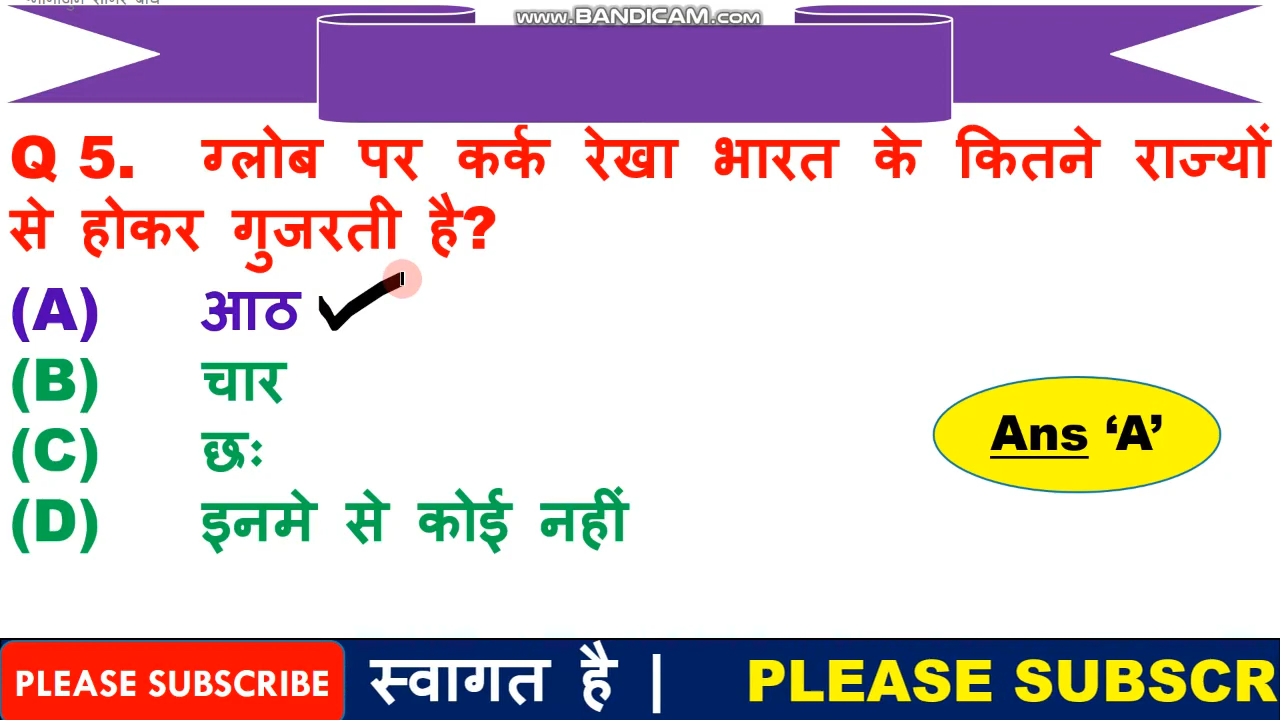 www.BANDICAM.com
Q 5. ग्लोब पर कर्क रेखा भारत के कितने राज्यों
से होकर गुजरती है?
(A) आठ
(B) चार
(C) छः
(D) इनमे से कोई नहीं
Ans ‘A’
PLEASE SUBSCRIBE
स्वागत है | PLEASE SUBSCR